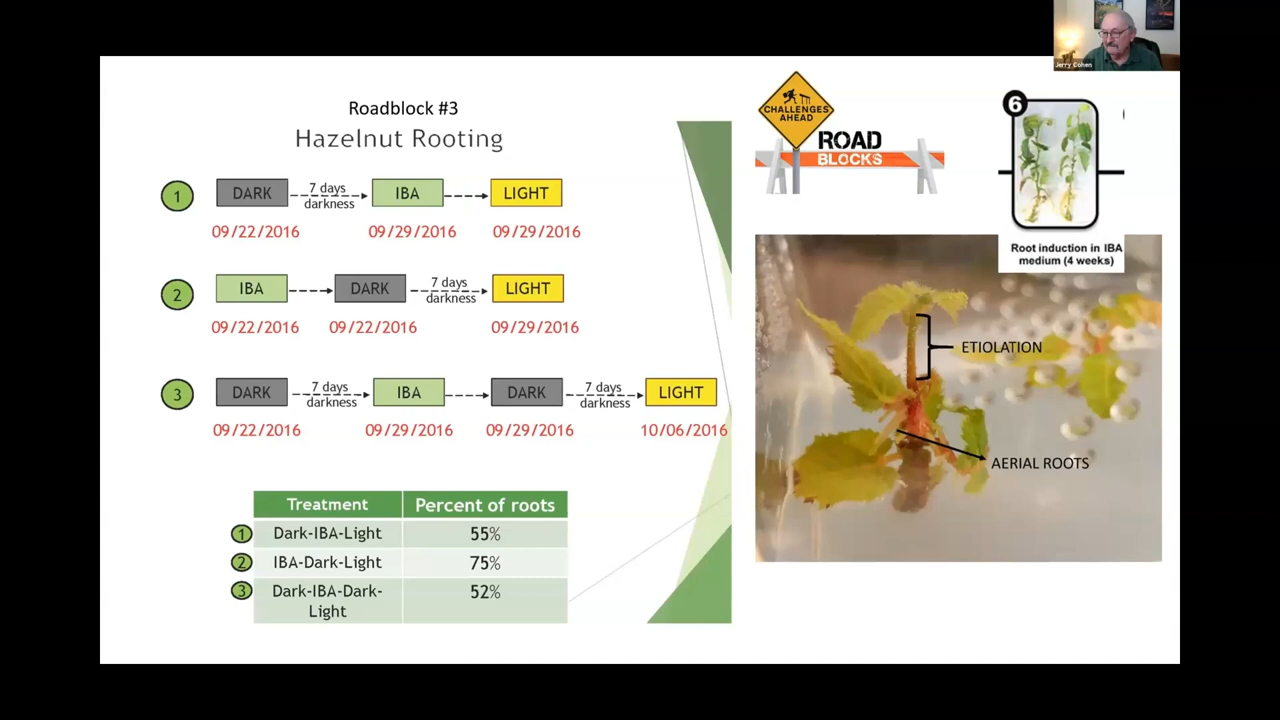 Jerry Cohen
Roadblock #3
Hazelnut Rooting
1
DARK
7 days
darkness
IBA
LIGHT
09/22/2016
09/29/2016
09/29/2016
2
IBA
DARK
7 days
darkness
LIGHT
09/22/2016
09/22/2016
09/29/2016
3
DARK
7 days
darkness
IBA
DARK
7 days
darkness
LIGHT
09/22/2016
09/29/2016
09/29/2016
10/06/2016
Treatment Percent of roots
1 Dark-IBA-Light 55%
2 IBA-Dark-Light 75%
3 Dark-IBA-Dark- 52%
Light
CHALLENGES
AHEAD
ROAD
BLOCKS
6
Root induction in IBA
medium (4 weeks)
ETIOLATION
AERIAL ROOTS